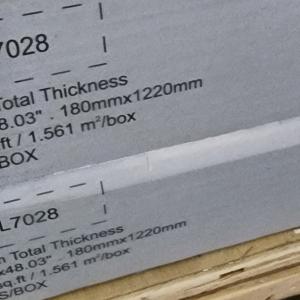 7028
Total Thickness
8.03" - 180mmx1220mm
ft / 1.561 m²/box
/BOX
L7028
n Total Thickness
x48.03" - 180mmx1220mm
sq.ft / 1.561 m²/box
S/BOX